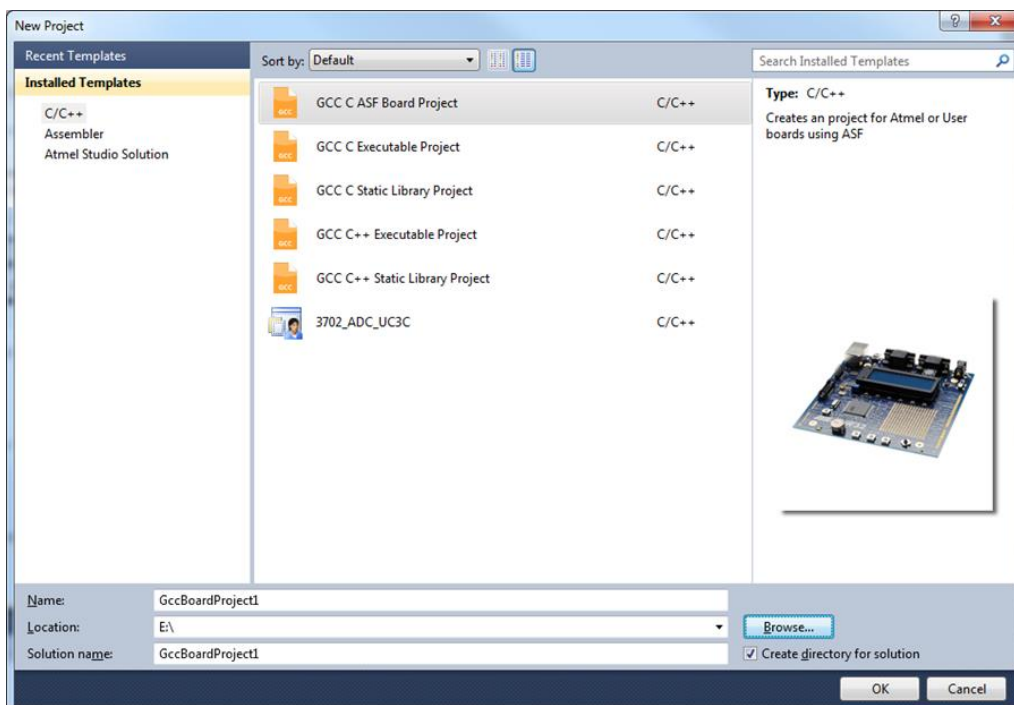 New Project
Recent Templates
Installed Templates
C/C++
Assembler
Atmel Studio Solution
Sort by: Default
GCC C ASF Board Project C/C++
GCC C Executable Project C/C++
GCC C Static Library Project C/C++
GCC C++ Executable Project C/C++
GCC C++ Static Library Project C/C++
3702_ADC_UC3C C/C++
Search Installed Templates
Type: C/C++
Creates an project for Atmel or User
boards using ASF
Name: GccBoardProject1
Location: E:\
Browse...
Solution name: GccBoardProject1
Create directory for solution
OK Cancel